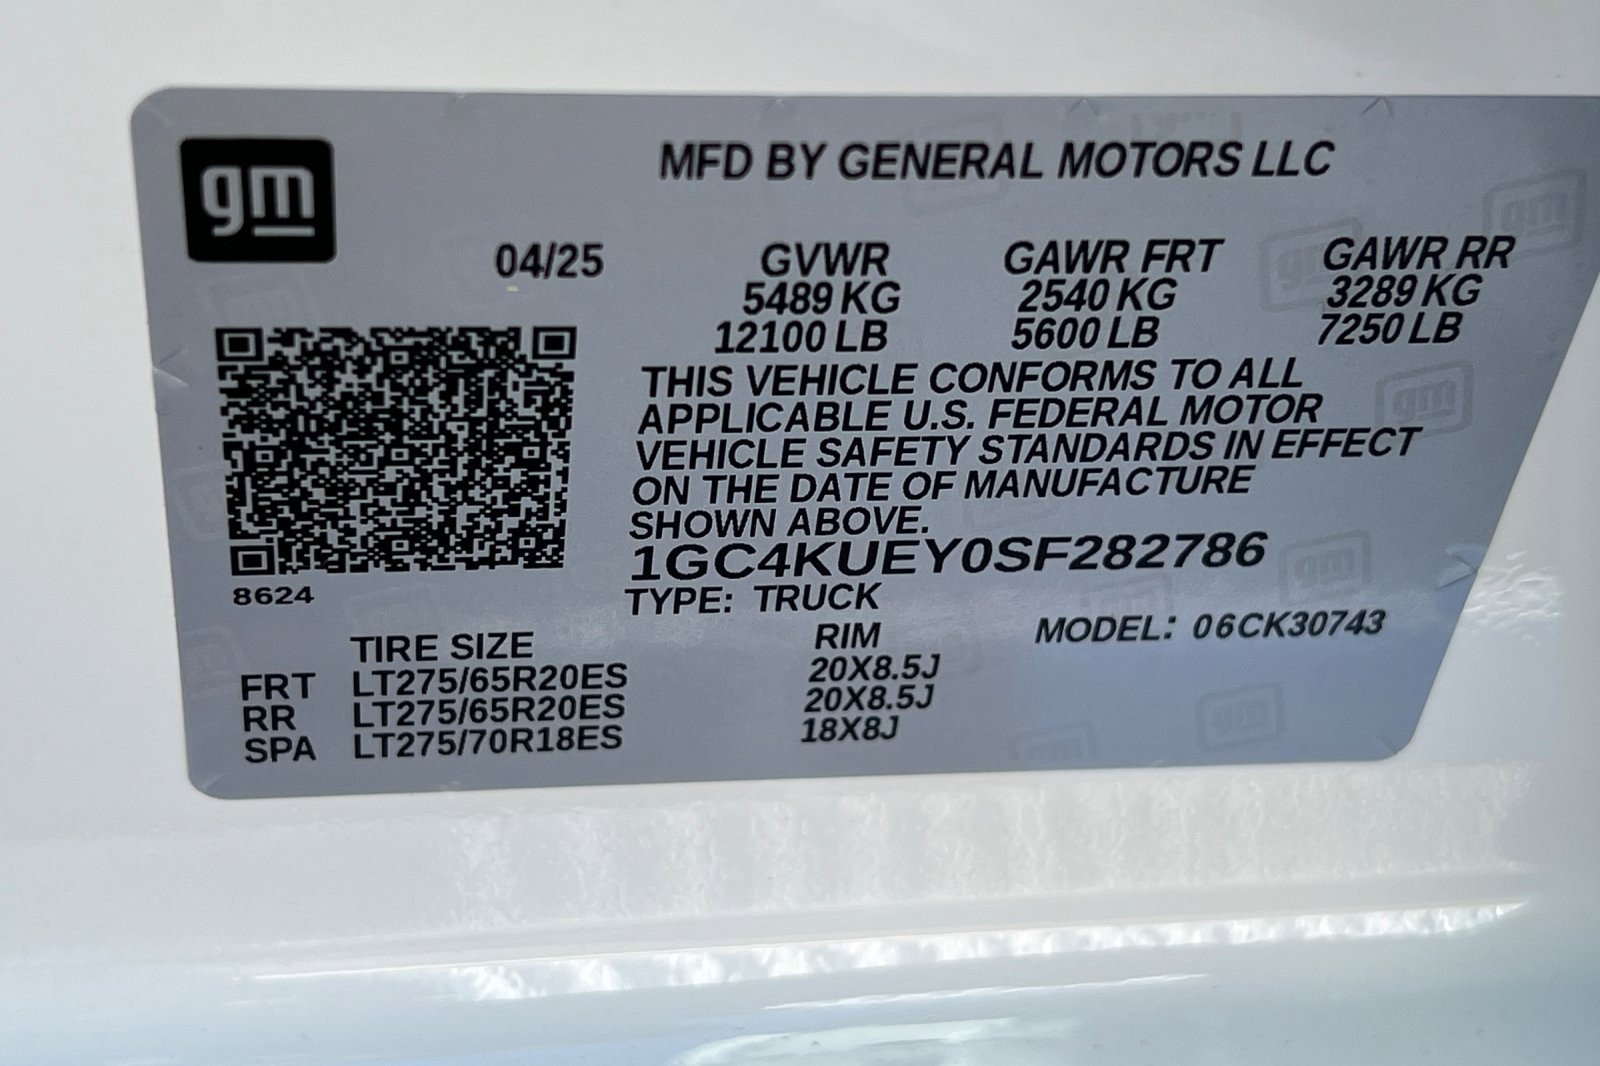 gm
MFD BY GENERAL MOTORS LLC
04/25 GVWR GAWR FRT GAWR RR
5489 KG 2540 KG 3289 KG
12100 LB 5600 LB 7250 LB
THIS VEHICLE CONFORMS TO ALL
APPLICABLE U.S. FEDERAL MOTOR
VEHICLE SAFETY STANDARDS IN EFFECT
ON THE DATE OF MANUFACTURE
SHOWN ABOVE.
1GC4KUEY0SF282786
8624
TYPE: TRUCK
MODEL: 06CK30743
TIRE SIZE RIM
FRT LT275/65R20ES 20X8.5J
RR LT275/65R20ES 20X8.5J
SPA LT275/70R18ES 18X8J